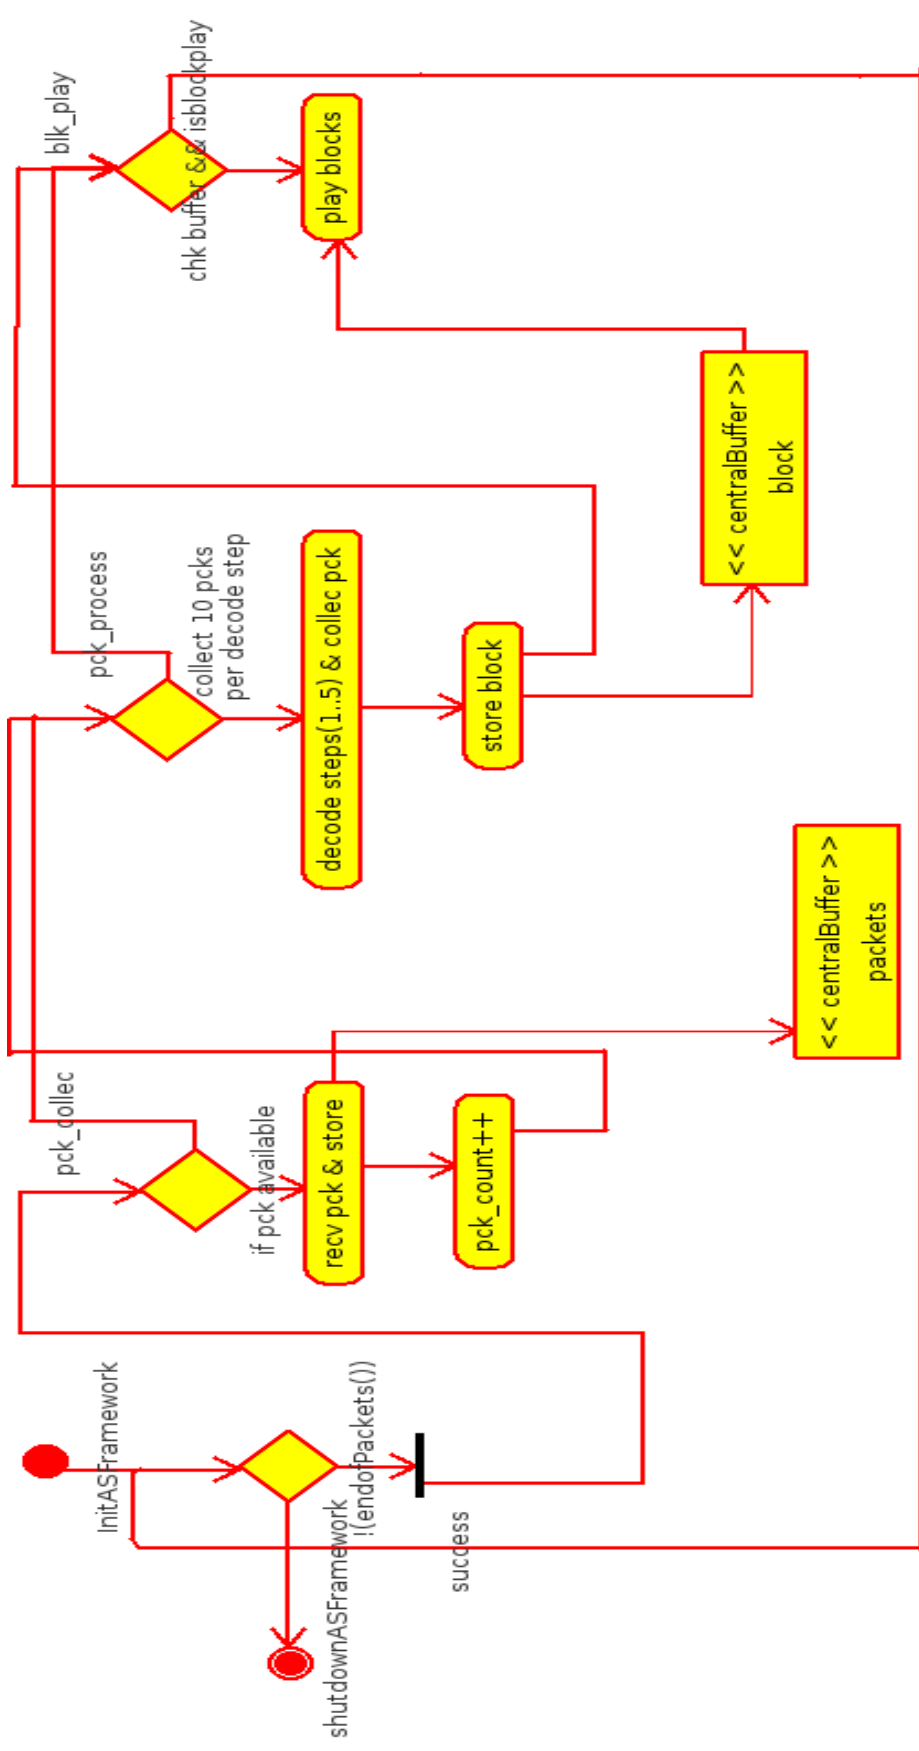 InitASFramework
!(endofPackets())
shutdownASFramework
success
pck_collec
if pck available
recv pck & store
pck_count++
<< centralBuffer >>
packets
pck_process
collect 10 pcks
per decode step
decode steps(1..5) & collec pck
store block
<< centralBuffer >>
block
blk_play
chk buffer && isblockplay
play blocks